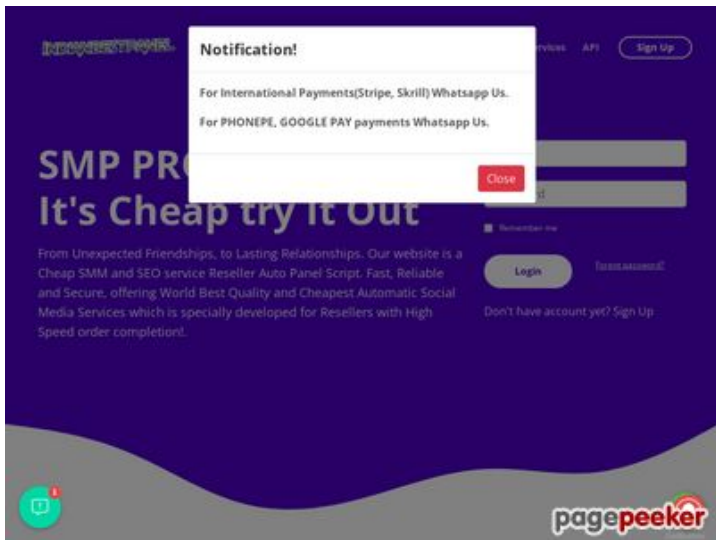 INDIANBESTPANEL.
Notification!
For International Payments(Stripe, Skrill) Whatsapp Us.
For PHONEPE, GOOGLE PAY payments Whatsapp Us.
Close
API
Sign Up
SMP
It's Cheap try It Out
From Unexpected Friendships, to Lasting Relationships. Our website is a
Cheap SMM and SEO service Reseller Auto Panel Script. Fast, Reliable
and Secure, offering World Best Quality and Cheapest Automatic Social
Media Services which is specially developed for Resellers with High
Speed order completion!.
Remember me
Login
Forgot password?
Don't have account yet? Sign Up
1
pagepeeker